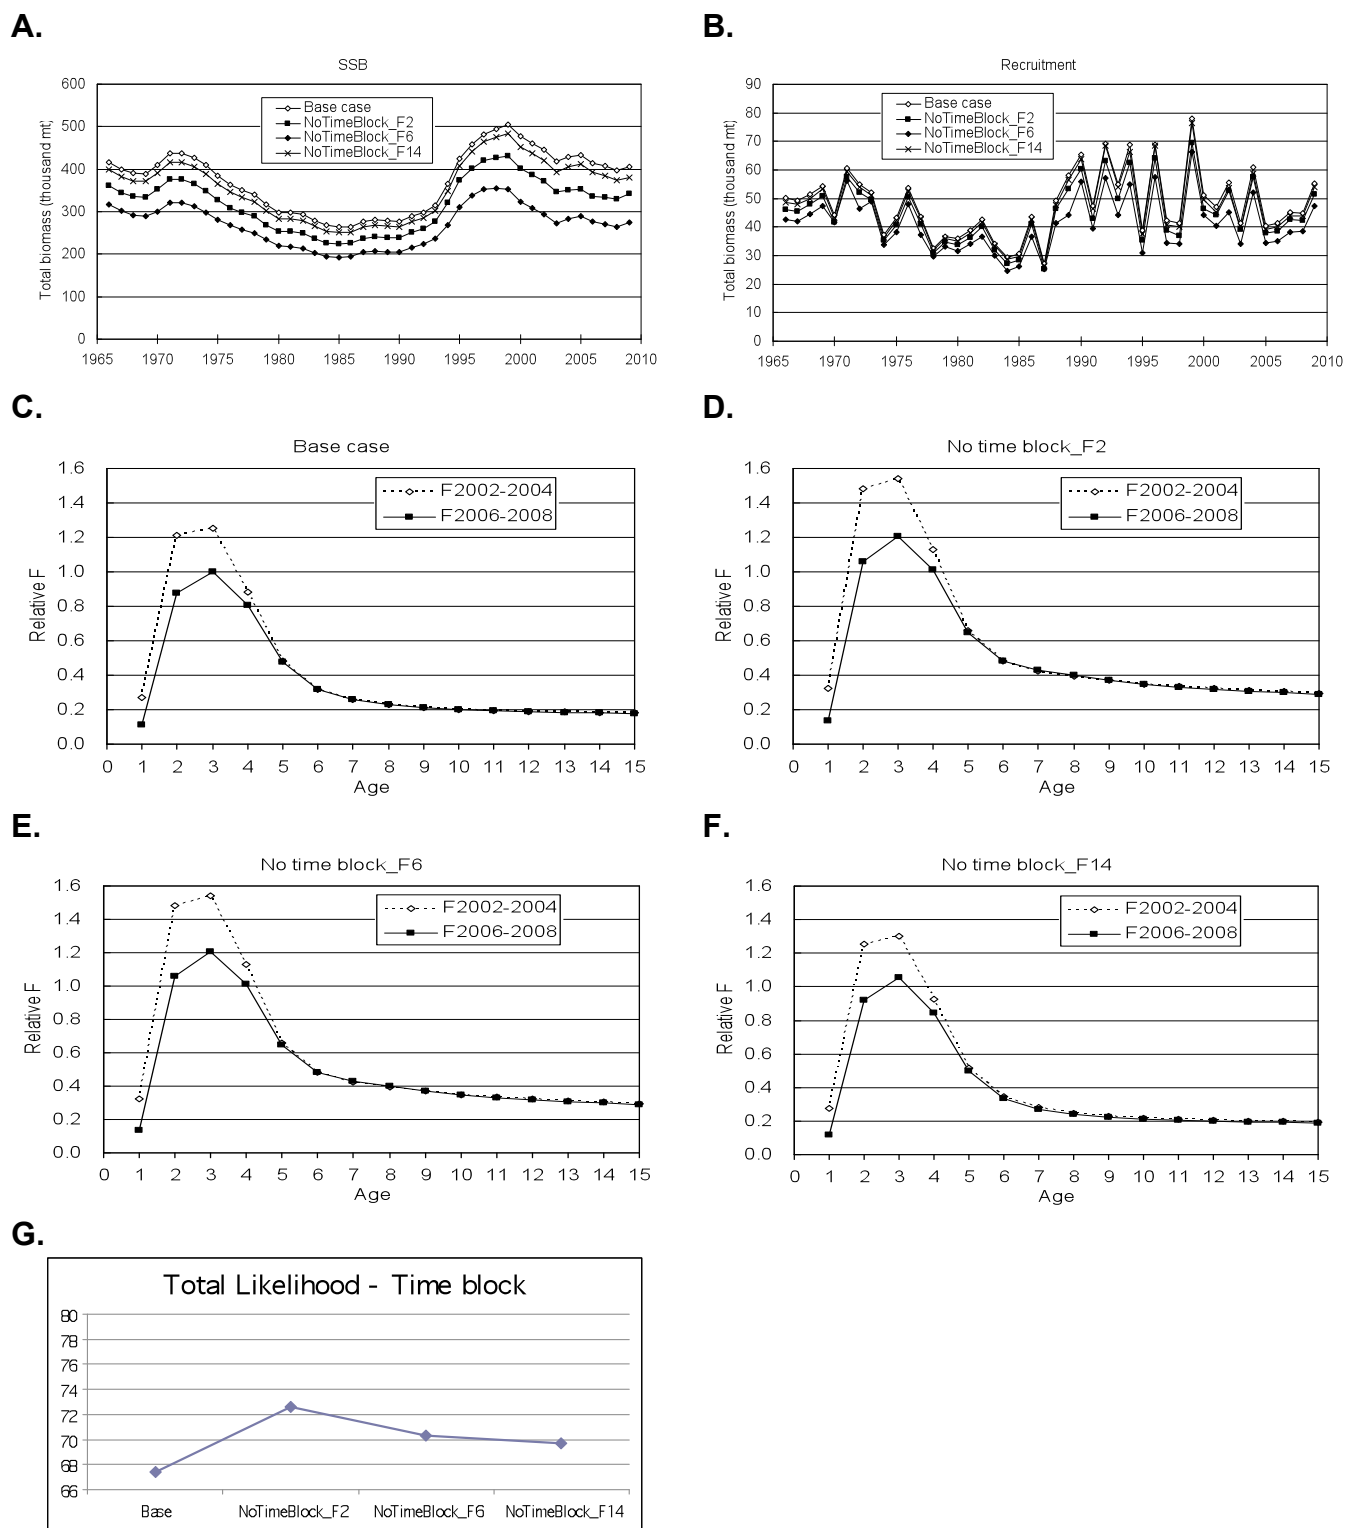 A.
SSB
Total biomass (thousand mt)
600
500
400
300
200
100
0
Base case
NoTimeBlock_F2
NoTimeBlock_F6
NoTimeBlock_F14
1965 1970 1975 1980 1985 1990 1995 2000 2005 2010
B.
Recruitment
Total biomass (thousand mt)
90
80
70
60
50
40
30
20
10
0
Base case
NoTimeBlock_F2
NoTimeBlock_F6
NoTimeBlock_F14
1965 1970 1975 1980 1985 1990 1995 2000 2005 2010
C.
Base case
Relative F
1.6
1.4
1.2
1.0
0.8
0.6
0.4
0.2
0.0
F2002-2004
F2006-2008
0 1 2 3 4 5 6 7 8 9 10 11 12 13 14 15
Age
D.
No time block_F2
Relative F
1.6
1.4
1.2
1.0
0.8
0.6
0.4
0.2
0.0
F2002-2004
F2006-2008
0 1 2 3 4 5 6 7 8 9 10 11 12 13 14 15
Age
E.
No time block_F6
Relative F
1.6
1.4
1.2
1.0
0.8
0.6
0.4
0.2
0.0
F2002-2004
F2006-2008
0 1 2 3 4 5 6 7 8 9 10 11 12 13 14 15
Age
F.
No time block_F14
Relative F
1.6
1.4
1.2
1.0
0.8
0.6
0.4
0.2
0.0
F2002-2004
F2006-2008
0 1 2 3 4 5 6 7 8 9 10 11 12 13 14 15
Age
G.
Total Likelihood - Time block
80
78
76
74
72
70
68
66
Base NoTimeBlock_F2 NoTimeBlock_F6 NoTimeBlock_F14